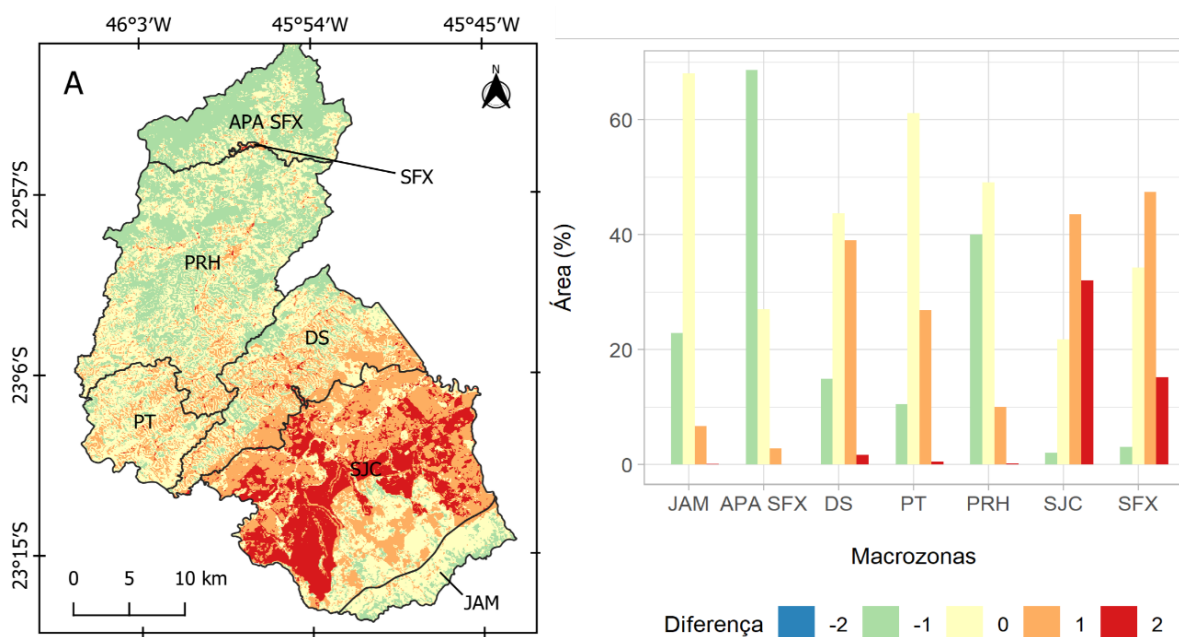 46°3'W 45°54'W 45°45'W
A
N
APA SFX
SFX
22°57'S
PRH
DS
23°6'S
PT
SJC
23°15'S
0 5 10 km
JAM
60
40
20
0
Área (%)
JAM APA SFX DS PT PRH SJC SFX
Macrozonas
Diferença -2 -1 0 1 2